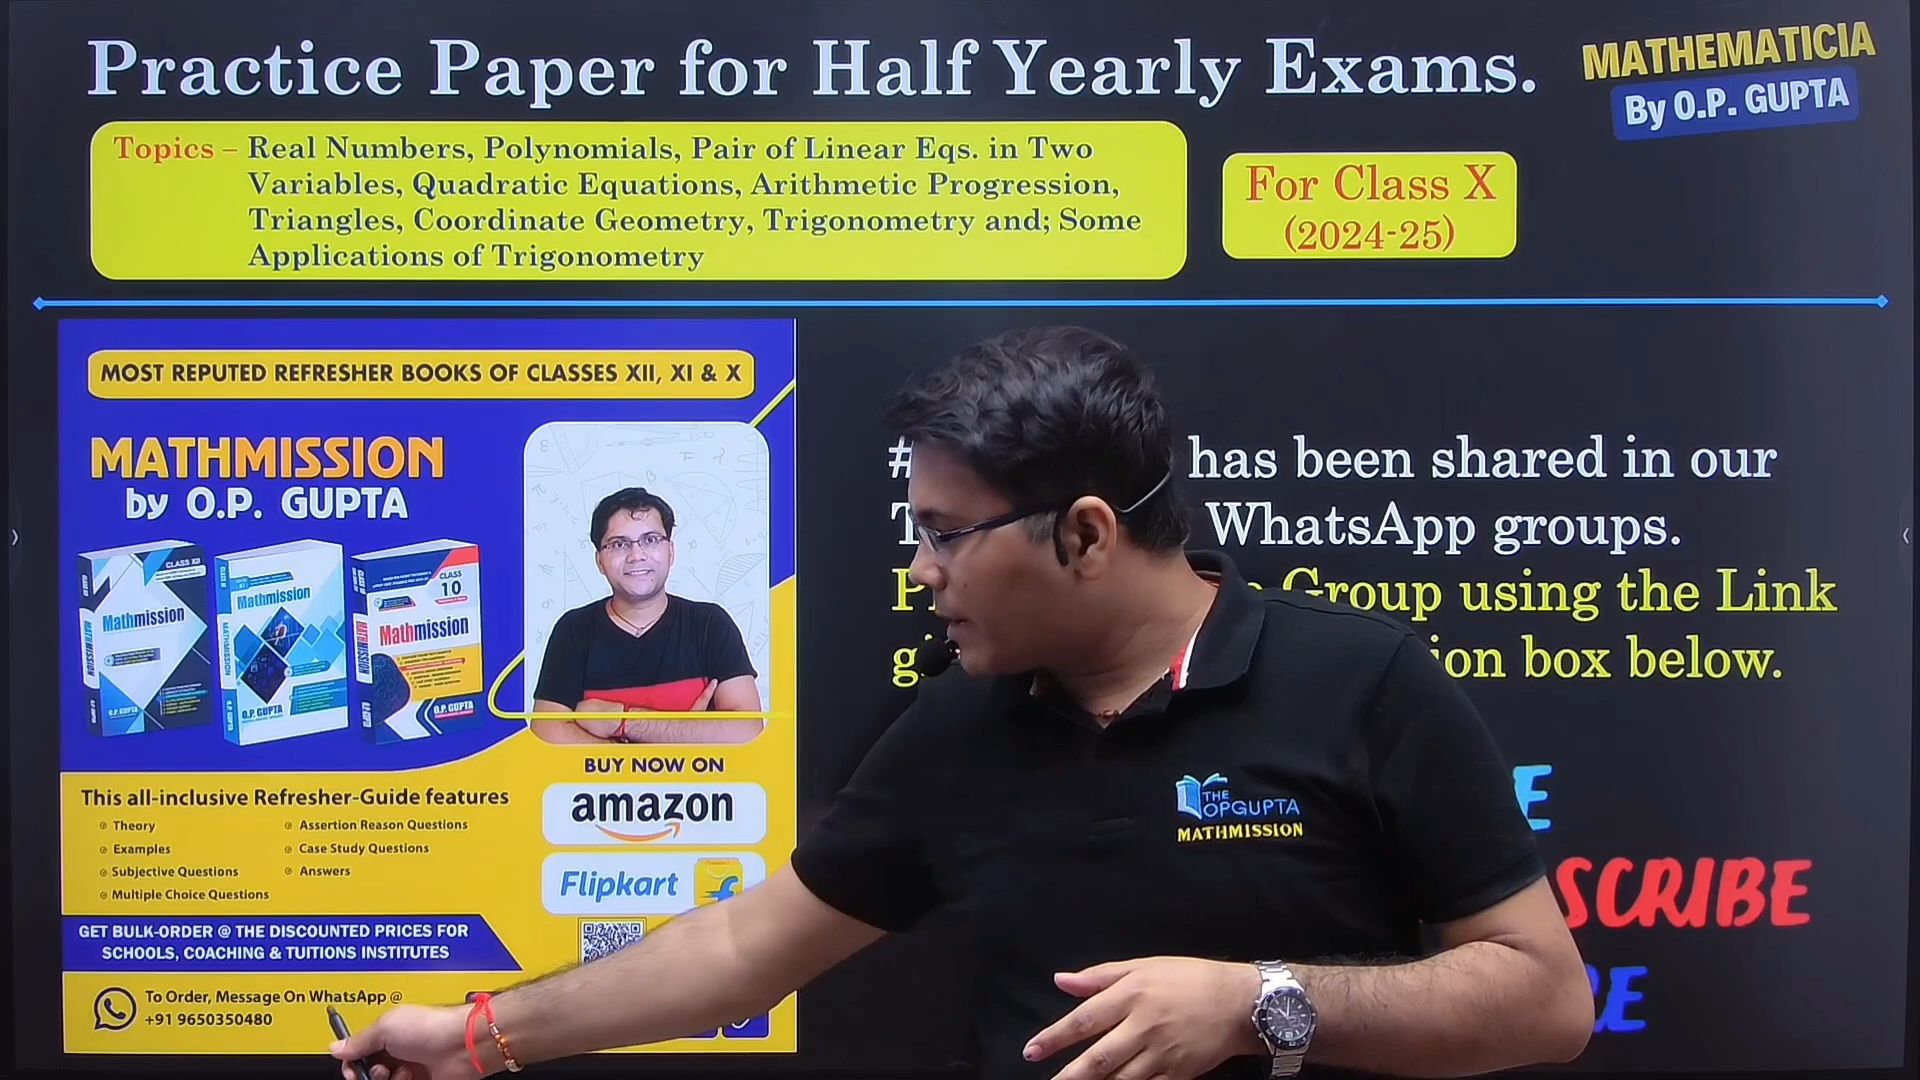 Practice Paper for Half Yearly Exams.
MATHEMATICIA
By O.P. GUPTA
Topics – Real Numbers, Polynomials, Pair of Linear Eqs. in Two
Variables, Quadratic Equations, Arithmetic Progression,
Triangles, Coordinate Geometry, Trigonometry and; Some
Applications of Trigonometry
For Class X
(2024-25)
MOST REPUTED REFRESHER BOOKS OF CLASSES XII, XI & X
MATHMISSION
by O.P. GUPTA
CLASS XII
Mathmission
O.P. GUPTA
Mathmission
O.P. GUPTA
CLASS
10
Mathmission
O.P. GUPTA
BUY NOW ON
amazon
Flipkart
This all-inclusive Refresher-Guide features
Theory
Examples
Subjective Questions
Multiple Choice Questions
Assertion Reason Questions
Case Study Questions
Answers
GET BULK-ORDER @ THE DISCOUNTED PRICES FOR
SCHOOLS, COACHING & TUITIONS INSTITUTES
To Order, Message On WhatsApp @
+91 9650350480
# has been shared in our
WhatsApp groups.
Group using the Link
box below.
SCRIBE
THE
OPGUPTA
MATHMISSION